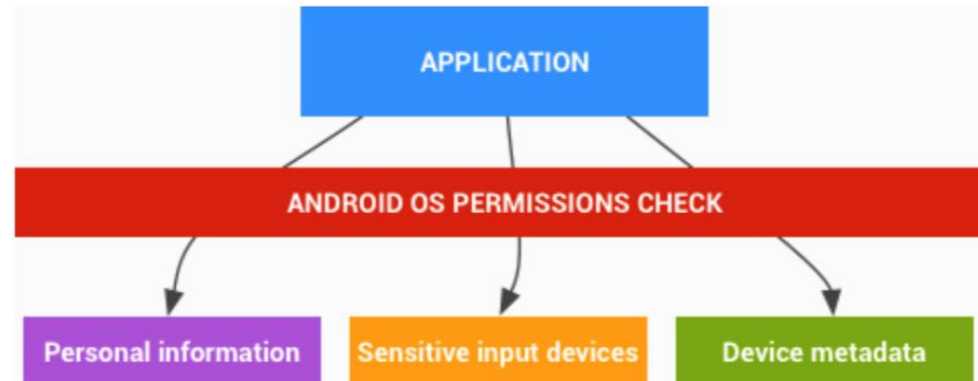 APPLICATION
ANDROID OS PERMISSIONS CHECK
Personal information
Sensitive input devices
Device metadata